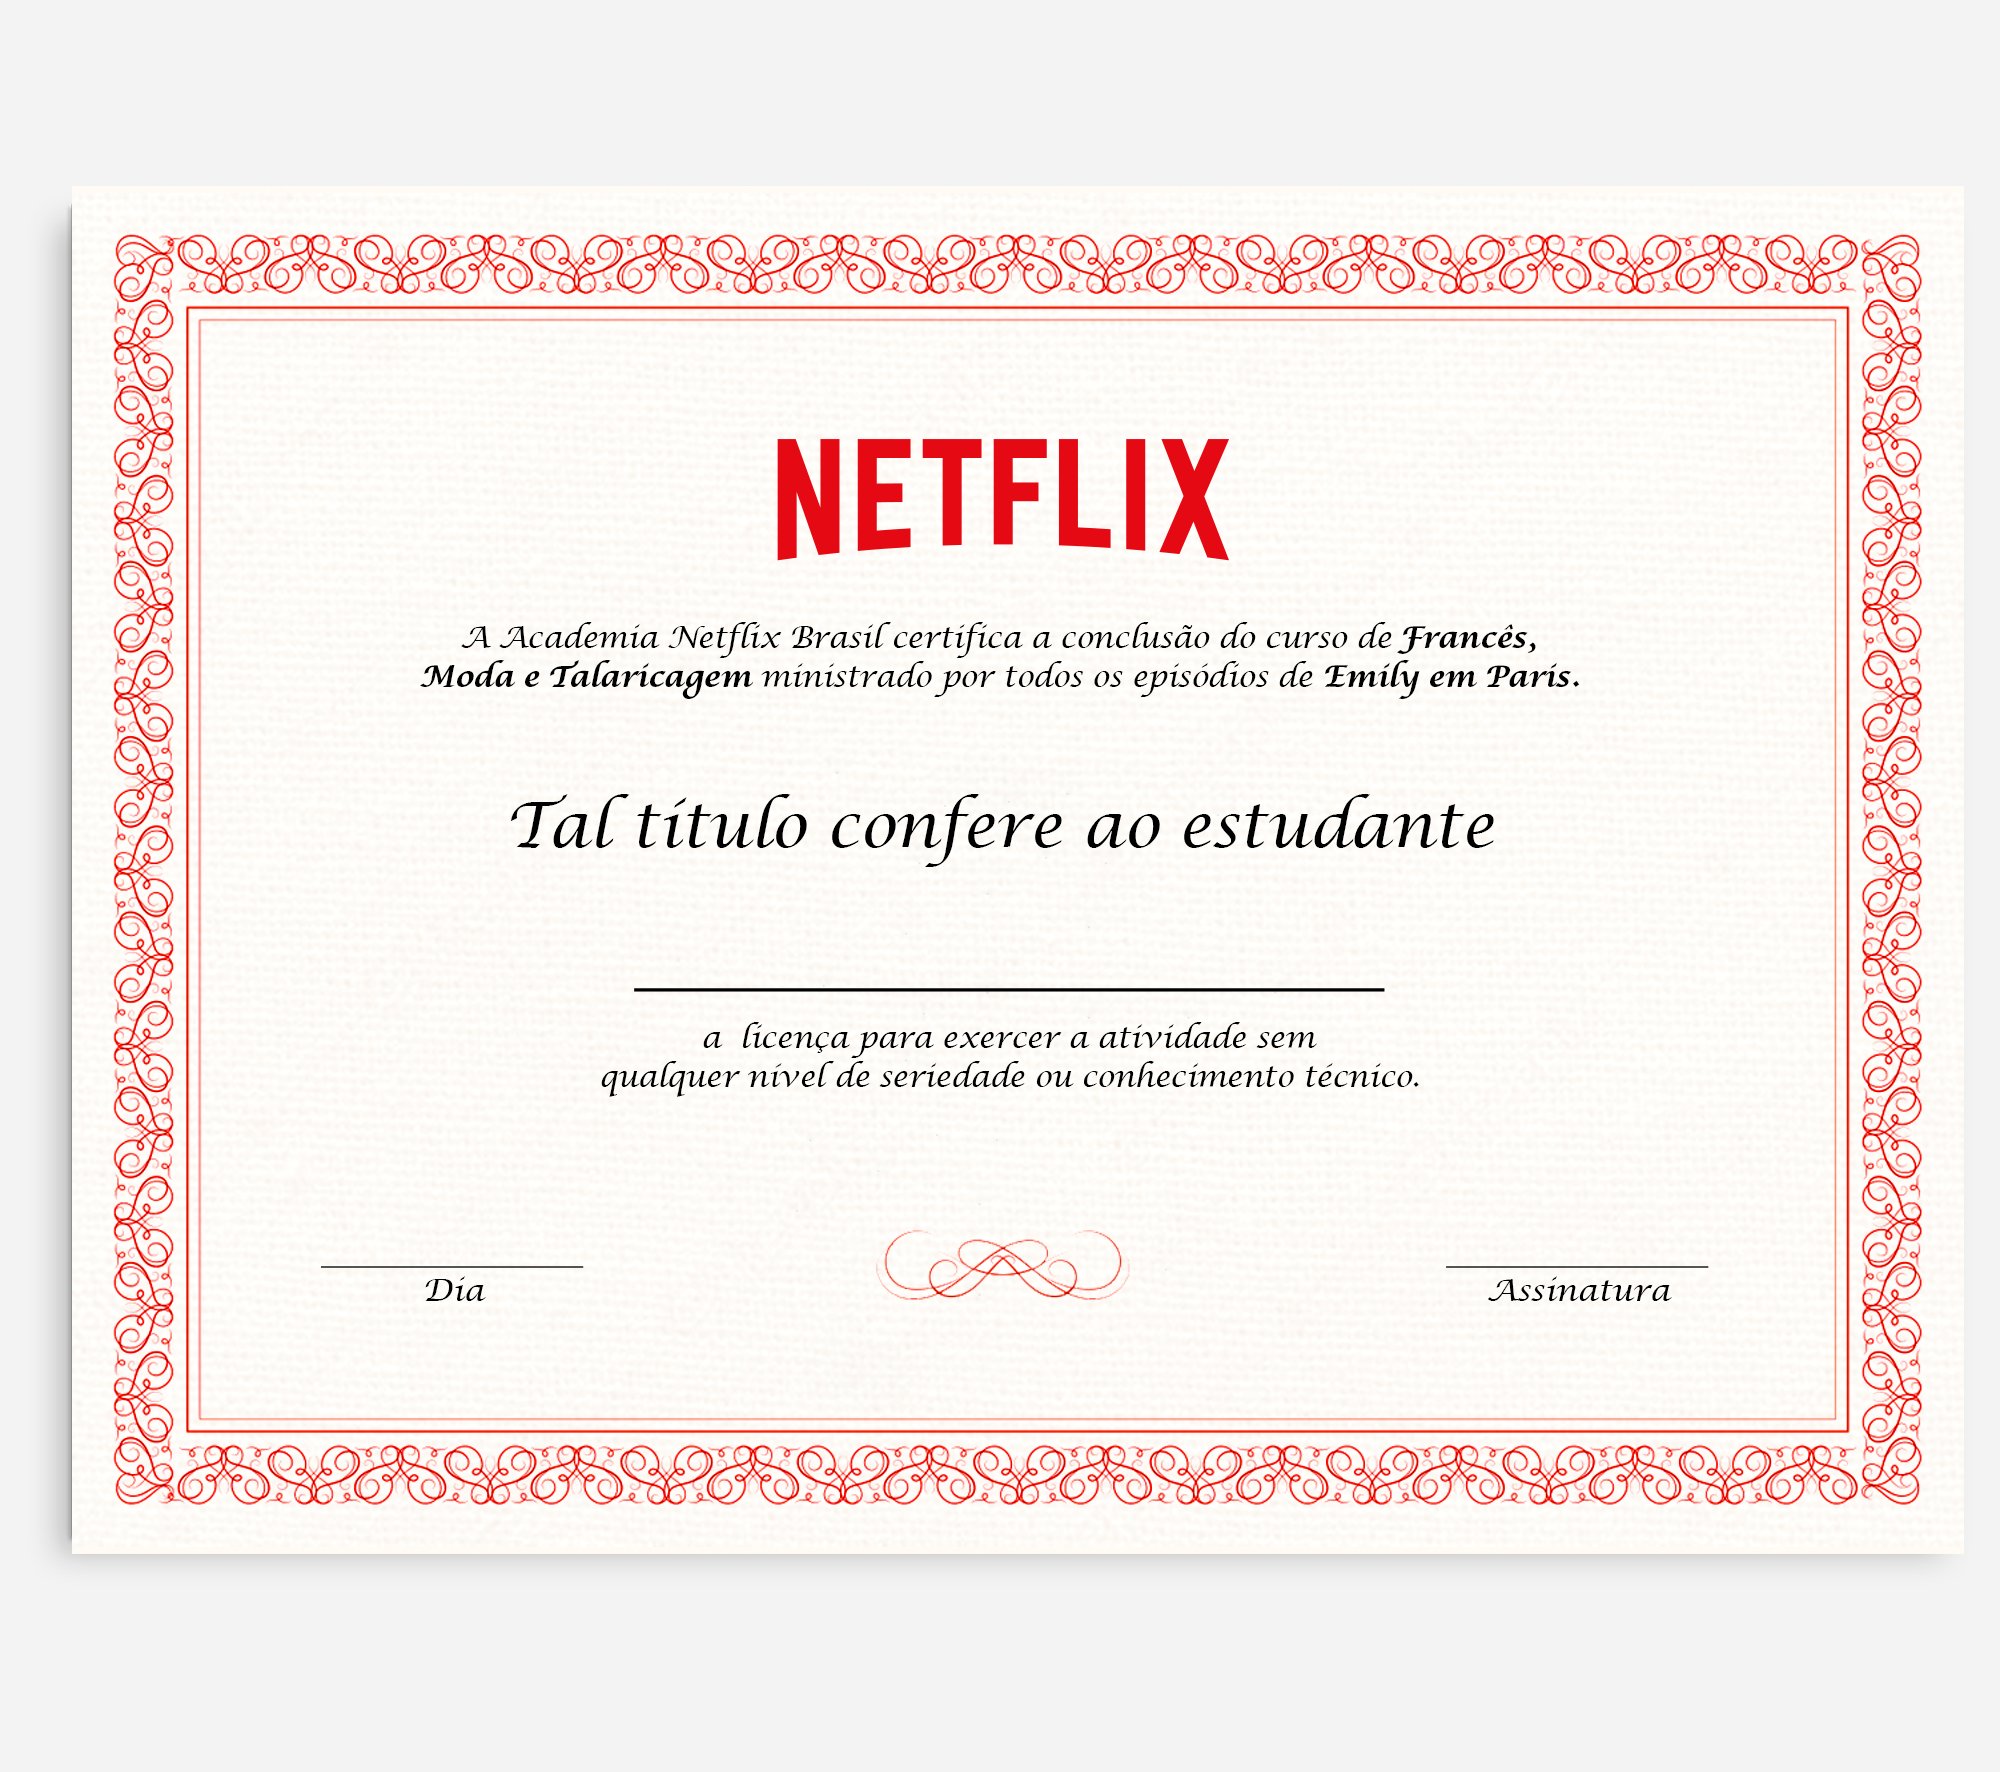 NETFLIX
A Academia Netflix Brasil certifica a conclusão do curso de Francês,
Moda e Talaricagem ministrado por todos os episódios de Emily em Paris.
Tal título confere ao estudante
a licença para exercer a atividade sem
qualquer nível de seriedade ou conhecimento técnico.
Dia
Assinatura